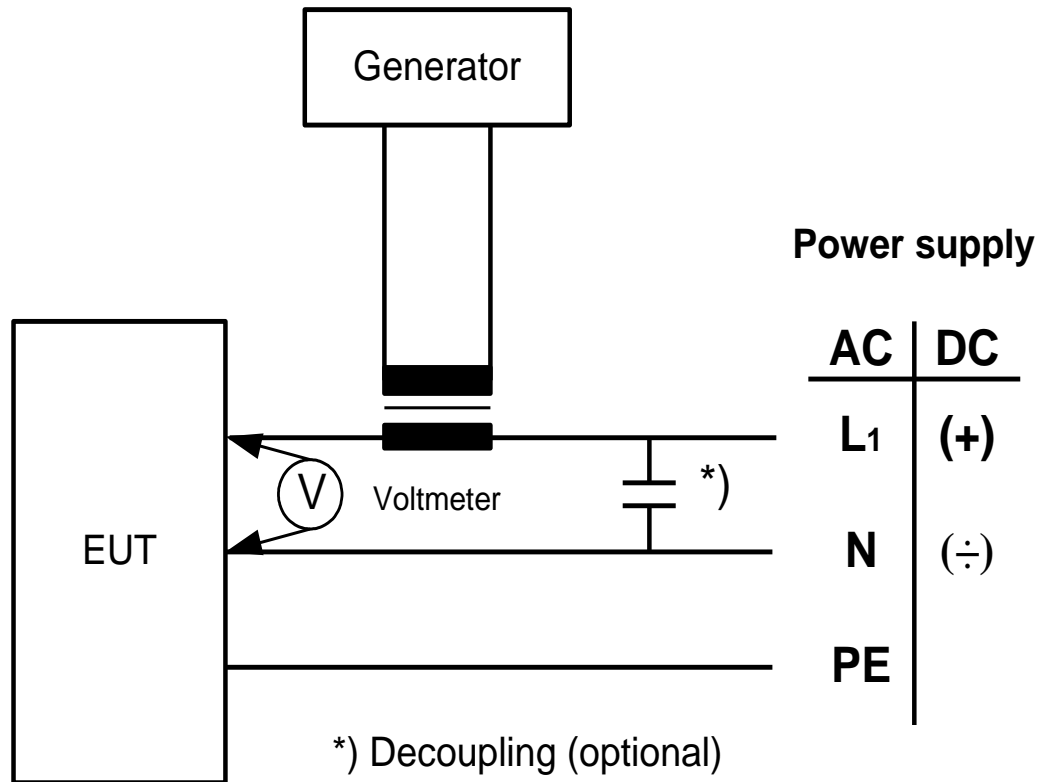 Generator
Power supply
AC DC
L1 (+)
*)
V Voltmeter
EUT
N (÷)
PE
*) Decoupling (optional)